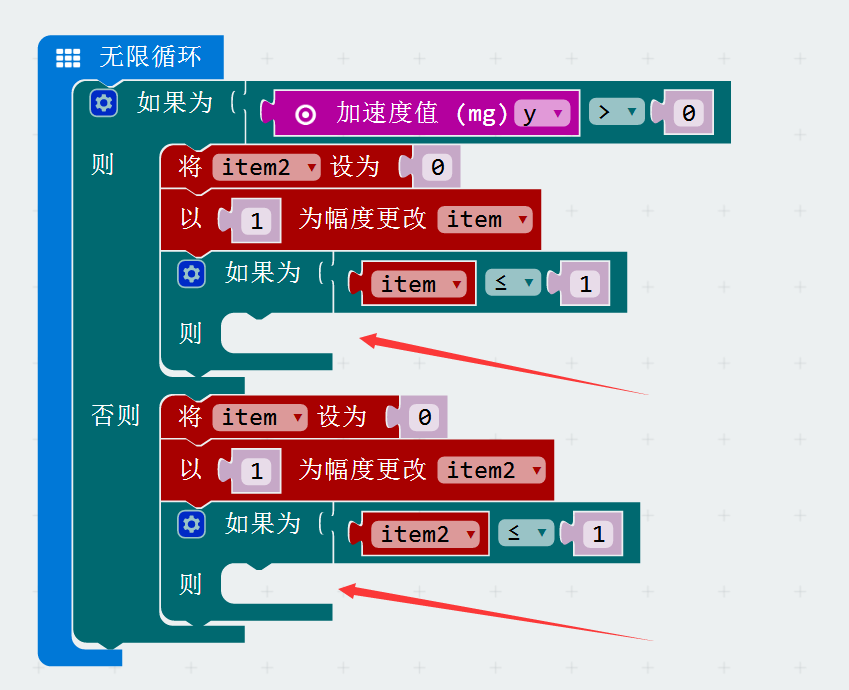 无限循环
如果为 ( 加速度值 (mg) y > 0
则 将 item2 设为 0
以 1 为幅度更改 item
如果为 ( item ≤ 1
则
否则 将 item 设为 0
以 1 为幅度更改 item2
如果为 ( item2 ≤ 1
则